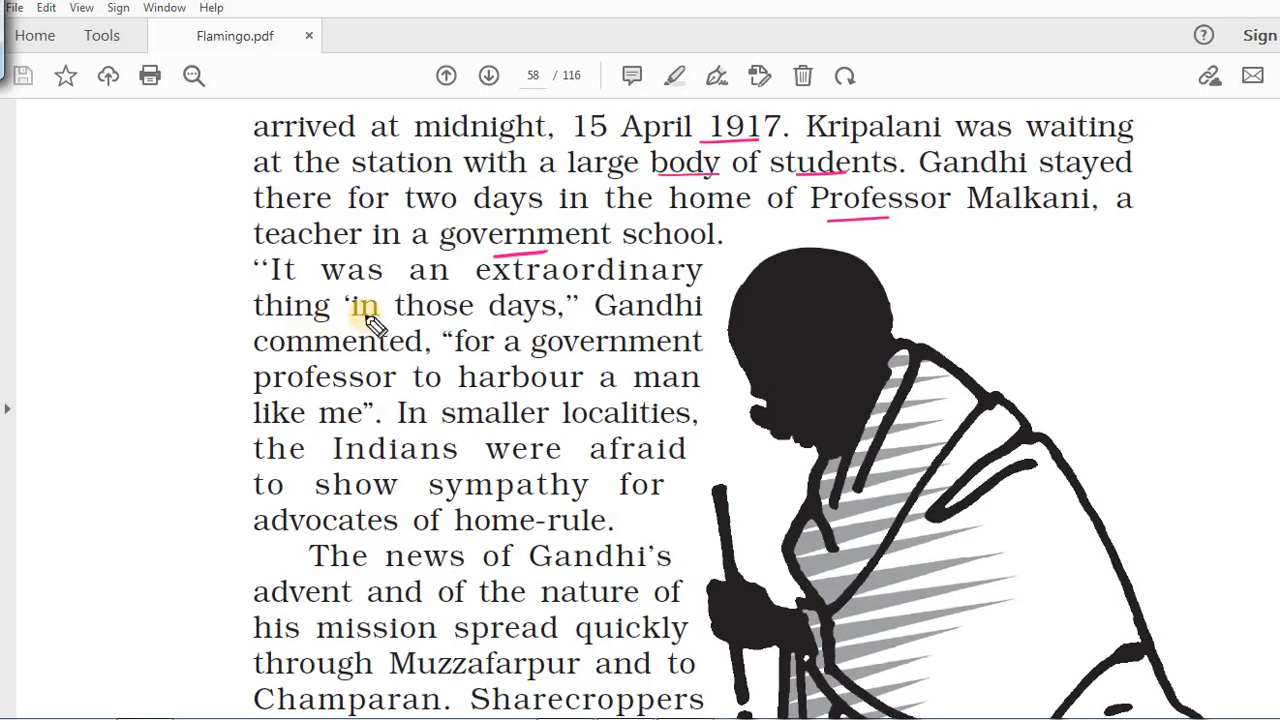 File Edit View Sign Window Help
Home Tools Flamingo.pdf × Sign
58 / 116
arrived at midnight, 15 April 1917. Kripalani was waiting
at the station with a large body of students. Gandhi stayed
there for two days in the home of Professor Malkani, a
teacher in a government school.
‘‘It was an extraordinary
thing ‘in those days,” Gandhi
commented, “for a government
professor to harbour a man
like me”. In smaller localities,
the Indians were afraid
to show sympathy for
advocates of home-rule.
The news of Gandhi’s
advent and of the nature of
his mission spread quickly
through Muzzafarpur and to
Champaran. Sharecroppers